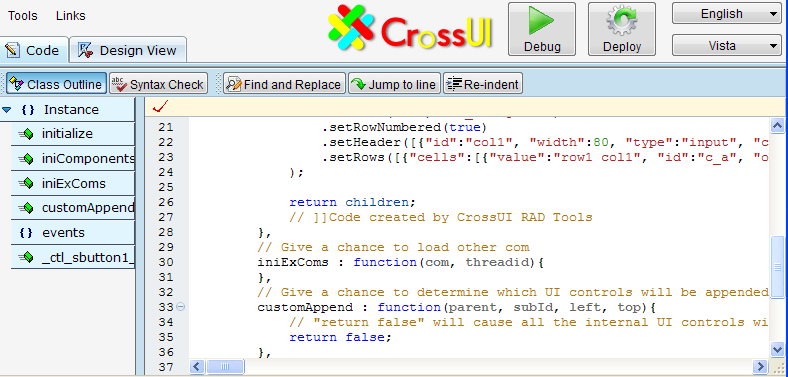 Tools Links
CrossUI
Debug
Deploy
English
Vista
Code Design View
Class Outline Syntax Check Find and Replace Jump to line Re-indent
{} Instance
initialize
iniComponents
iniExComs
customAppend
{} events
_ctl_sbutton1_
21 .setRowNumbered(true)
22 .setHeader([{"id":"col1", "width":80, "type":"input", "c
23 .setRows([{"cells":[{"value":"row1 col1", "id":"c_a", "o
24 );
25
26 return children;
27 // ]]Code created by CrossUI RAD Tools
28 },
29 // Give a chance to load other com
30 iniExComs : function(com, threadid){
31 },
32 // Give a chance to determine which UI controls will be appended
33 customAppend : function(parent, subId, left, top){
34 // "return false" will cause all the internal UI controls wi
35 return false;
36 },
37